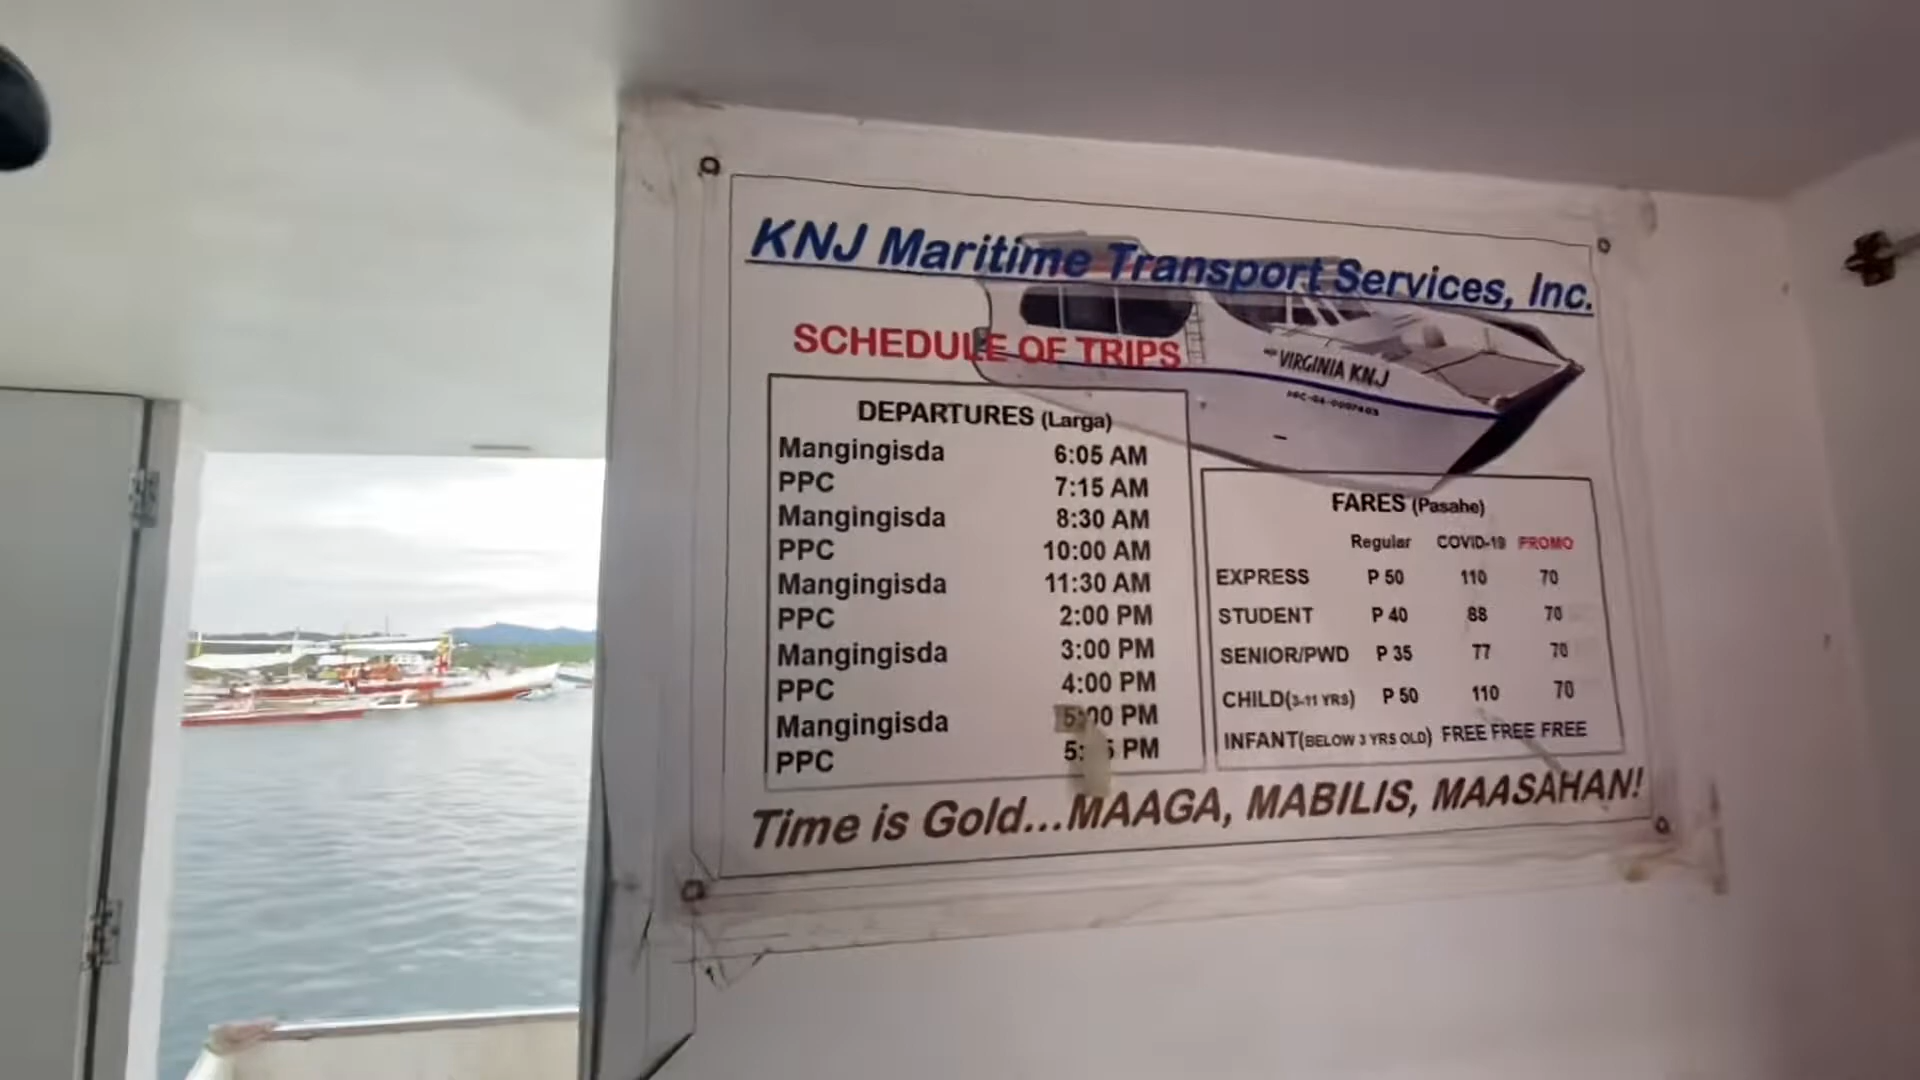 KNJ Maritime Transport Services, Inc.
SCHEDULE OF TRIPS
VIRGINIA KNJ
DEPARTURES (Larga)
Mangingisda 6:05 AM
PPC 7:15 AM
Mangingisda 8:30 AM
PPC 10:00 AM
Mangingisda 11:30 AM
PPC 2:00 PM
Mangingisda 3:00 PM
PPC 4:00 PM
Mangingisda 5:00 PM
PPC PM
FARES (Pasahe)
Regular COVID-19 PROMO
EXPRESS P 50 110 70
STUDENT P 40 88 70
SENIOR/PWD P 35 77 70
CHILD(3-11 YRS) P 50 110 70
INFANT(BELOW 3 YRS OLD) FREE FREE FREE
Time is Gold...MAAGA, MABILIS, MAASAHAN!